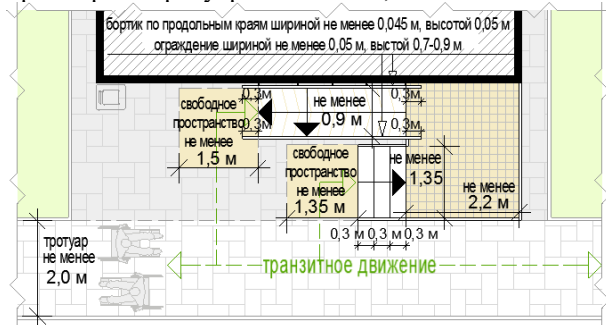 бортик по продольным краям шириной не менее 0,045 м, высотой 0,05 м
ограждение шириной не менее 0,05 м, выстой 0,7-0,9 м
0,3м
0,3м
свободное
пространство
не менее
1,5 м
не менее
0,9 м
0,3м
0,3м
свободное
пространство
не менее
1,35 м
не менее
1,35
не менее
2,2 м
0,3 м 0,3 м 0,3 м
тротуар
не менее
2,0 м
транзитное движение